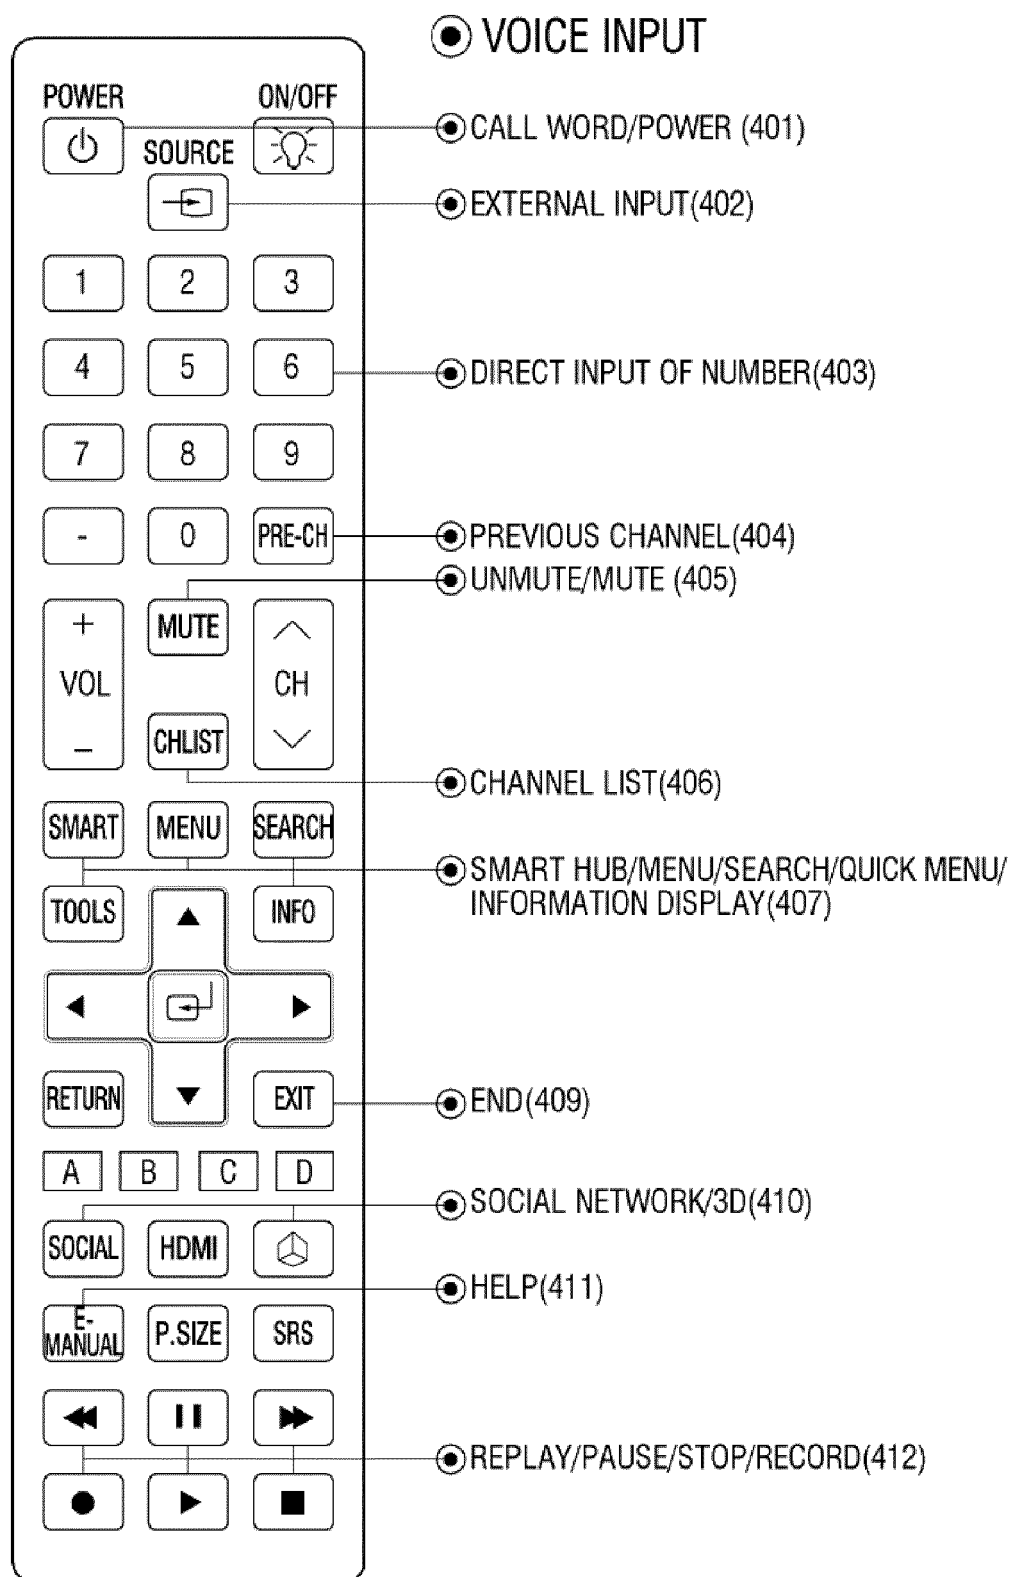 VOICE INPUT
POWER ON/OFF
CALL WORD/POWER (401)
SOURCE
EXTERNAL INPUT(402)
1 2 3
4 5 6
DIRECT INPUT OF NUMBER(403)
7 8 9
- 0 PRE-CH
PREVIOUS CHANNEL(404)
UNMUTE/MUTE (405)
+ MUTE
VOL CH
– CHLIST
CHANNEL LIST(406)
SMART MENU SEARCH
SMART HUB/MENU/SEARCH/QUICK MENU/
INFORMATION DISPLAY(407)
TOOLS INFO
RETURN EXIT
END(409)
A B C D
SOCIAL NETWORK/3D(410)
SOCIAL HDMI
HELP(411)
E-
MANUAL P.SIZE SRS
REPLAY/PAUSE/STOP/RECORD(412)